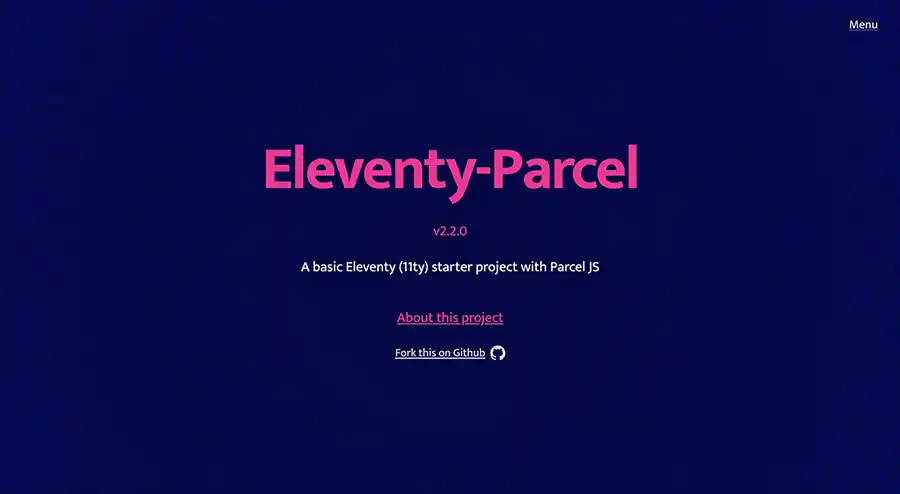 Menu
Eleventy-Parcel
v2.2.0
A basic Eleventy (11ty) starter project with Parcel JS
About this project
Fork this on Github